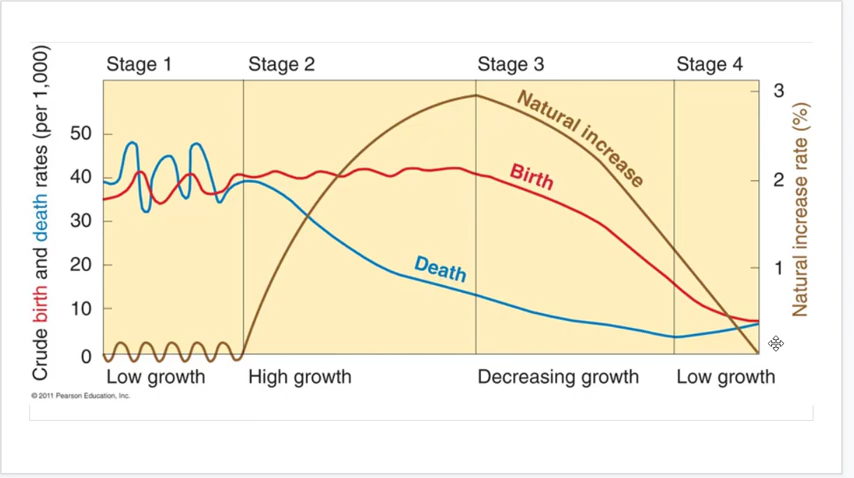 Stage 1
Stage 2
Stage 3
Stage 4
Crude birth and death rates (per 1,000)
50
40
30
20
10
0
Natural increase
Birth
Death
3
2
1
Natural increase rate (%)
Low growth
High growth
Decreasing growth
Low growth
© 2011 Pearson Education, Inc.